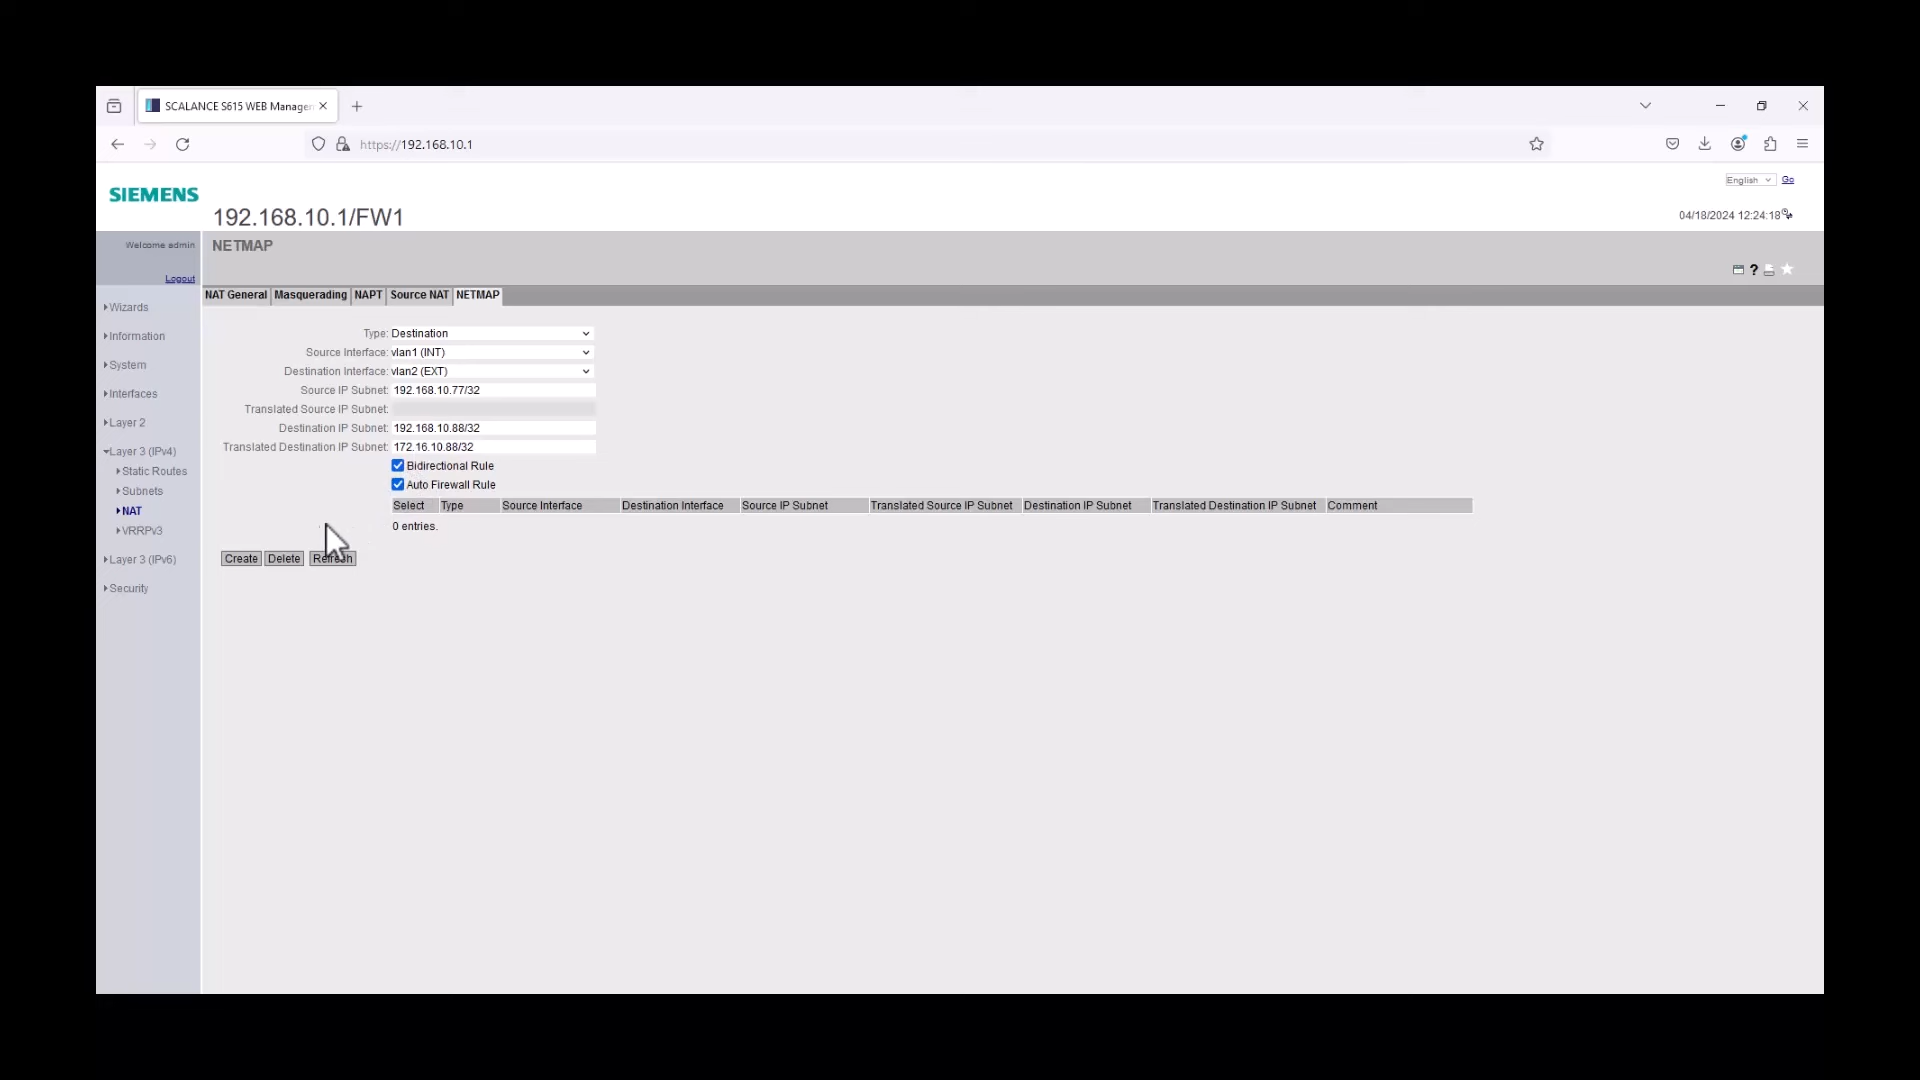 SCALANCE S615 WEB Manager
https://192.168.10.1
SIEMENS
English Go
192.168.10.1/FW1
04/18/2024 12:24:18
Welcome admin
Logout
NETMAP
NAT General Masquerading NAPT Source NAT NETMAP
Wizards
Information
System
Interfaces
Layer 2
Layer 3 (IPv4)
Static Routes
Subnets
NAT
VRRPv3
Layer 3 (IPv6)
Security
Type: Destination
Source Interface: vlan1 (INT)
Destination Interface: vlan2 (EXT)
Source IP Subnet: 192.168.10.77/32
Translated Source IP Subnet:
Destination IP Subnet: 192.168.10.88/32
Translated Destination IP Subnet: 172.16.10.88/32
Bidirectional Rule
Auto Firewall Rule
Select Type Source Interface Destination Interface Source IP Subnet Translated Source IP Subnet Destination IP Subnet Translated Destination IP Subnet Comment
0 entries.
Create Delete Refresh